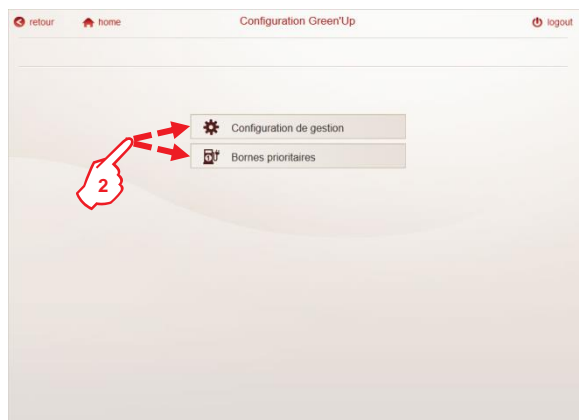 retour home Configuration Green'Up logout
Configuration de gestion
Bornes prioritaires
2